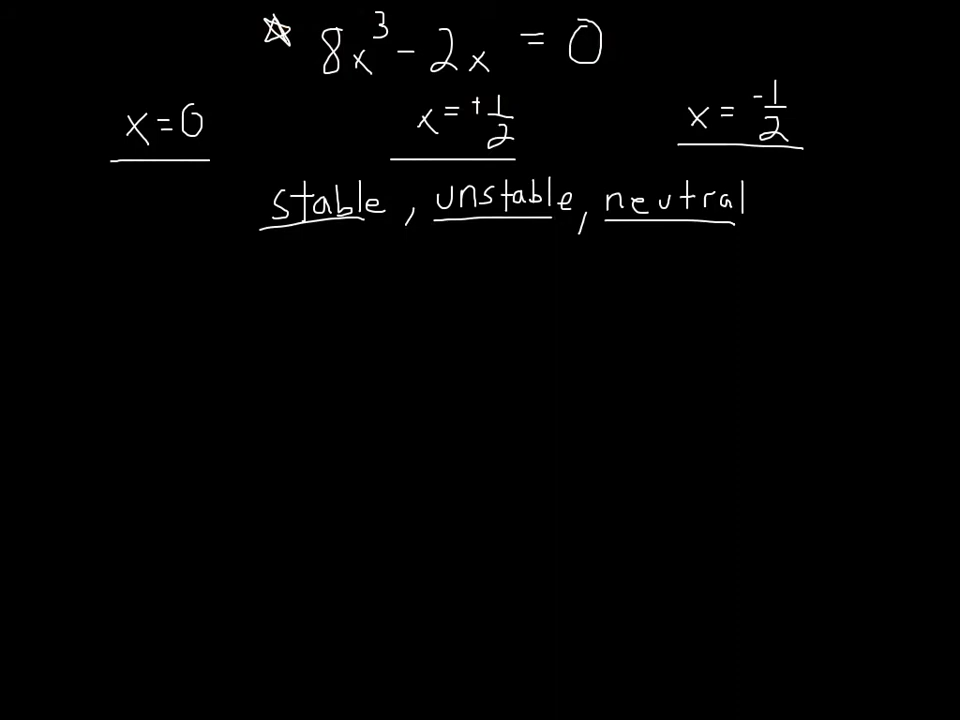 ☆ 8x³ - 2x = 0
x = 0 x = +1/2 x = -1/2
stable, unstable, neutral